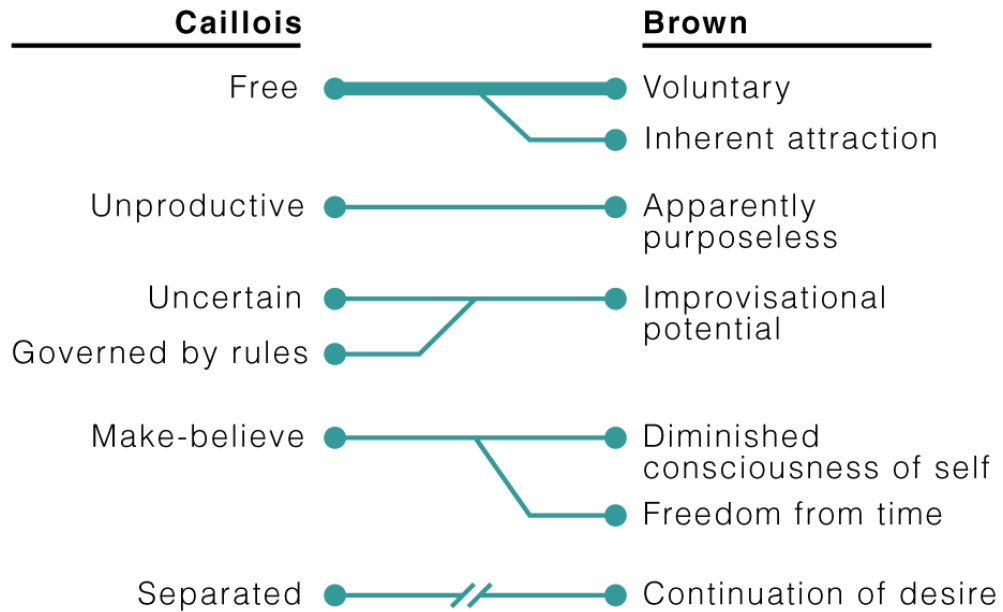 Caillois
Brown
Free
Voluntary
Inherent attraction
Unproductive
Apparently
purposeless
Uncertain
Improvisational
potential
Governed by rules
Make-believe
Diminished
consciousness of self
Freedom from time
Separated
Continuation of desire